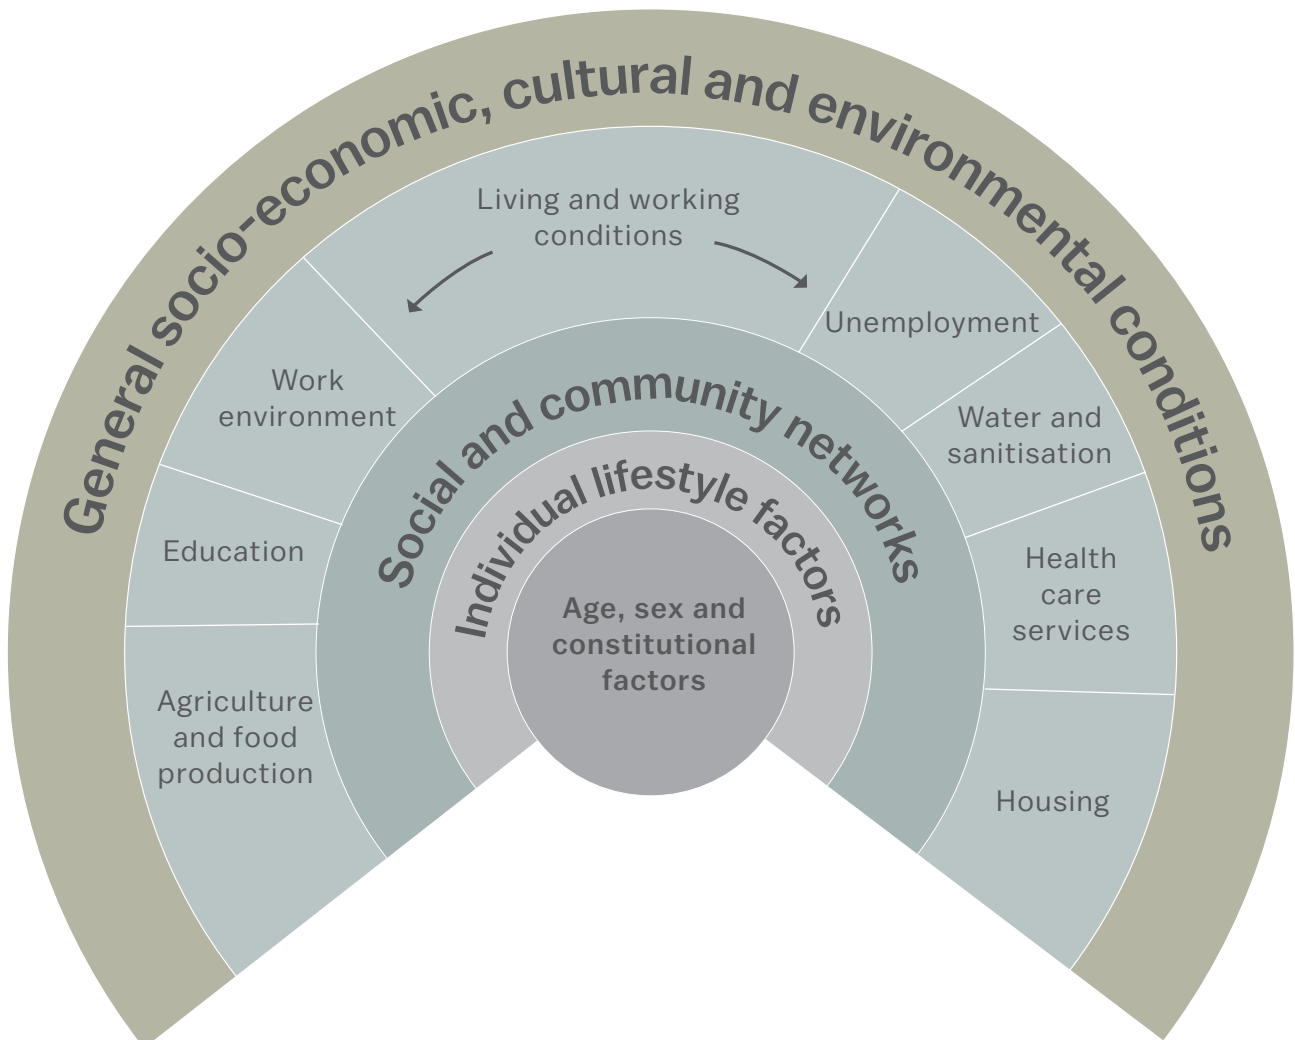 General socio-economic, cultural and environmental conditions
Living and working
conditions
Unemployment
Work
environment
Water and
sanitisation
Education
Health
care
services
Agriculture
and food
production
Housing
Social and community networks
Individual lifestyle factors
Age, sex and
constitutional
factors